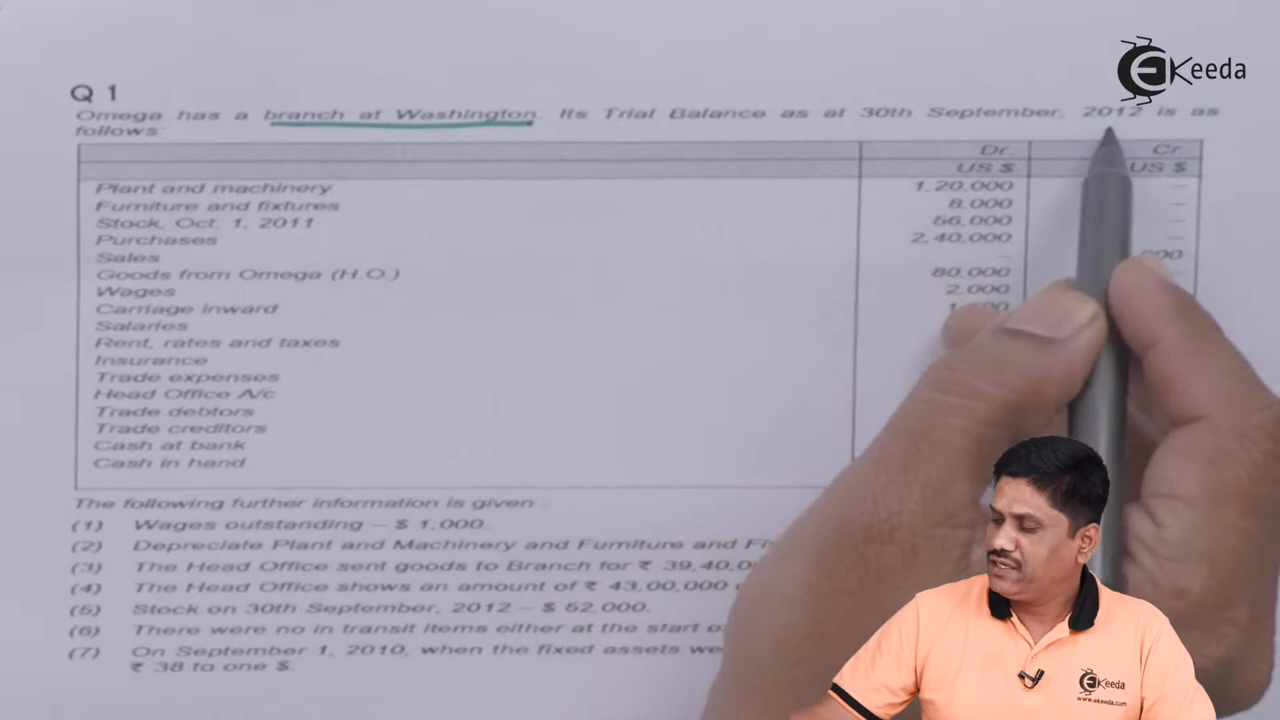 Keeda
Q 1
Omega has a branch at Washington. Its Trial Balance as at 30th September, 2012 is as
follows
Dr. Cr.
US $ US $
Plant and machinery 1,20,000 —
Furniture and fixtures 8,000 —
Stock, Oct. 1, 2011 56,000 —
Purchases 2,40,000 —
Sales —
Goods from Omega (H.O.) 80,000
Wages 2,000
Carriage inward
Salaries
Rent, rates and taxes
Insurance
Trade expenses
Head Office A/c
Trade debtors
Trade creditors
Cash at bank
Cash in hand
The following further information is given :
(1) Wages outstanding – $ 1,000.
(2) Depreciate Plant and Machinery and Furniture and
(3) The Head Office sent goods to Branch for ₹
(4) The Head Office shows an amount of ₹ 43,00,000
(5) Stock on 30th September, 2012 – $ 52,000.
(6) There were no in transit items either at the start
(7) On September 1, 2010, when the fixed assets
₹ 38 to one $.
Keeda
www.ekeeda.com